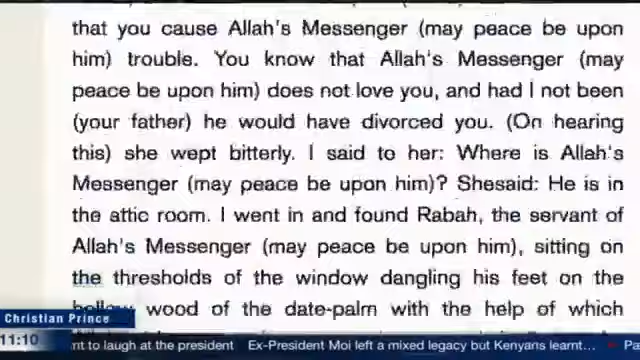 that you cause Allah's Messenger (may peace be upon
him) trouble. You know that Allah's Messenger (may
peace be upon him) does not love you, and had I not been
(your father) he would have divorced you. (On hearing
this) she wept bitterly. I said to her: Where is Allah's
Messenger (may peace be upon him)? Shesaid: He is in
the attic room. I went in and found Rabah, the servant of
Allah's Messenger (may peace be upon him), sitting on
the thresholds of the window dangling his feet on the
hollow wood of the date-palm with the help of which
Christian Prince
11:10 nt to laugh at the president Ex-President Moi left a mixed legacy but Kenyans learnt... Pa